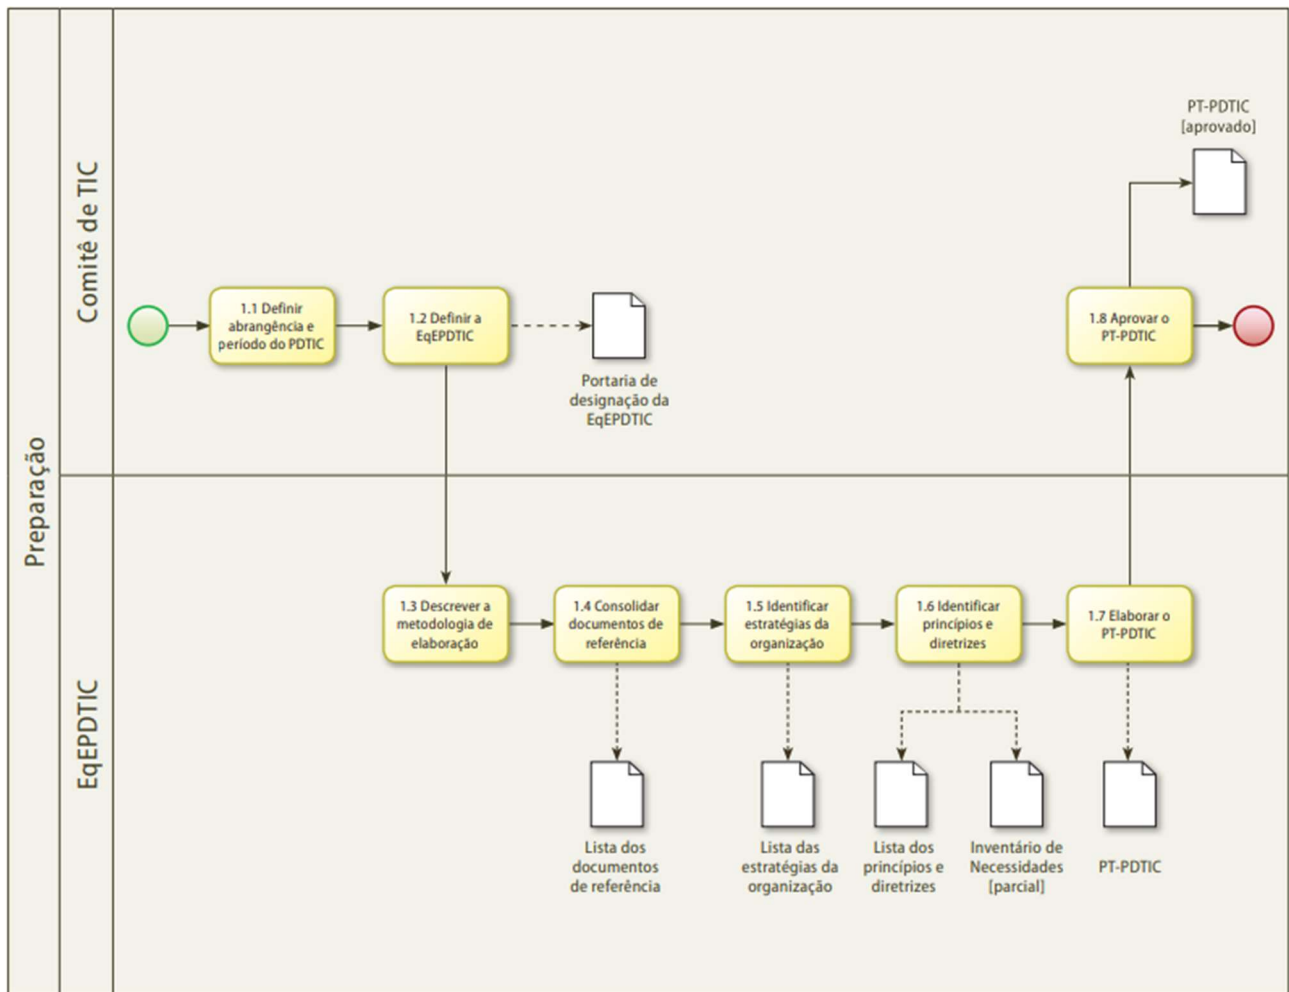 Preparação
Comitê de TIC
PT-PDTIC
[aprovado]
1.1 Definir
abrangência e
período do PDTIC
1.2 Definir a
EqEPDTIC
Portaria de
designação da
EqEPDTIC
1.8 Aprovar o
PT-PDTIC
EqEPDTIC
1.3 Descrever a
metodologia de
elaboração
1.4 Consolidar
documentos de
referência
1.5 Identificar
estratégias da
organização
1.6 Identificar
princípios e
diretrizes
1.7 Elaborar o
PT-PDTIC
Lista dos
documentos
de referência
Lista das
estratégias da
organização
Lista dos
princípios e
diretrizes
Inventário de
Necessidades
[parcial]
PT-PDTIC